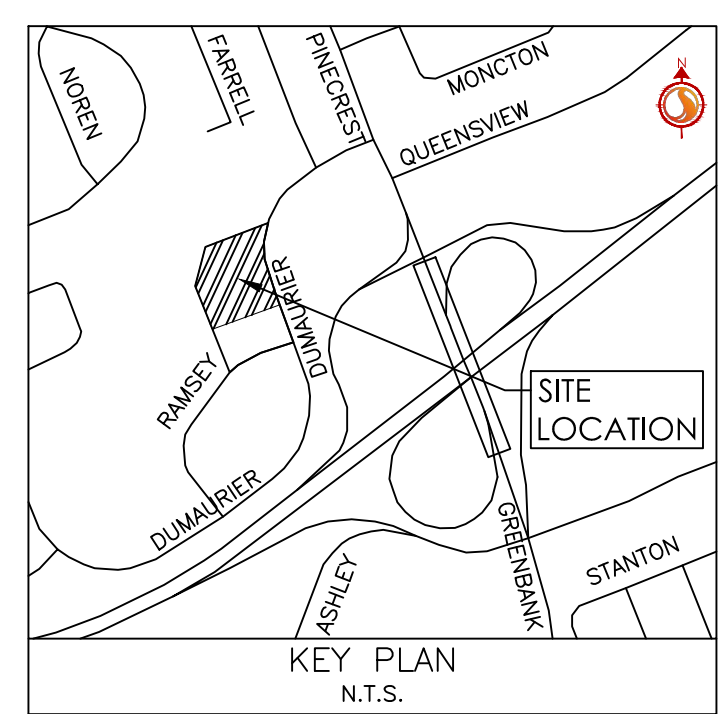 NOREN
FARRELL
PINECREST
MONCTON
N
QUEENSVIEW
DUMAURIER
RAMSEY
SITE
LOCATION
DUMAURIER
GREENBANK
ASHLEY
STANTON
KEY PLAN
N.T.S.